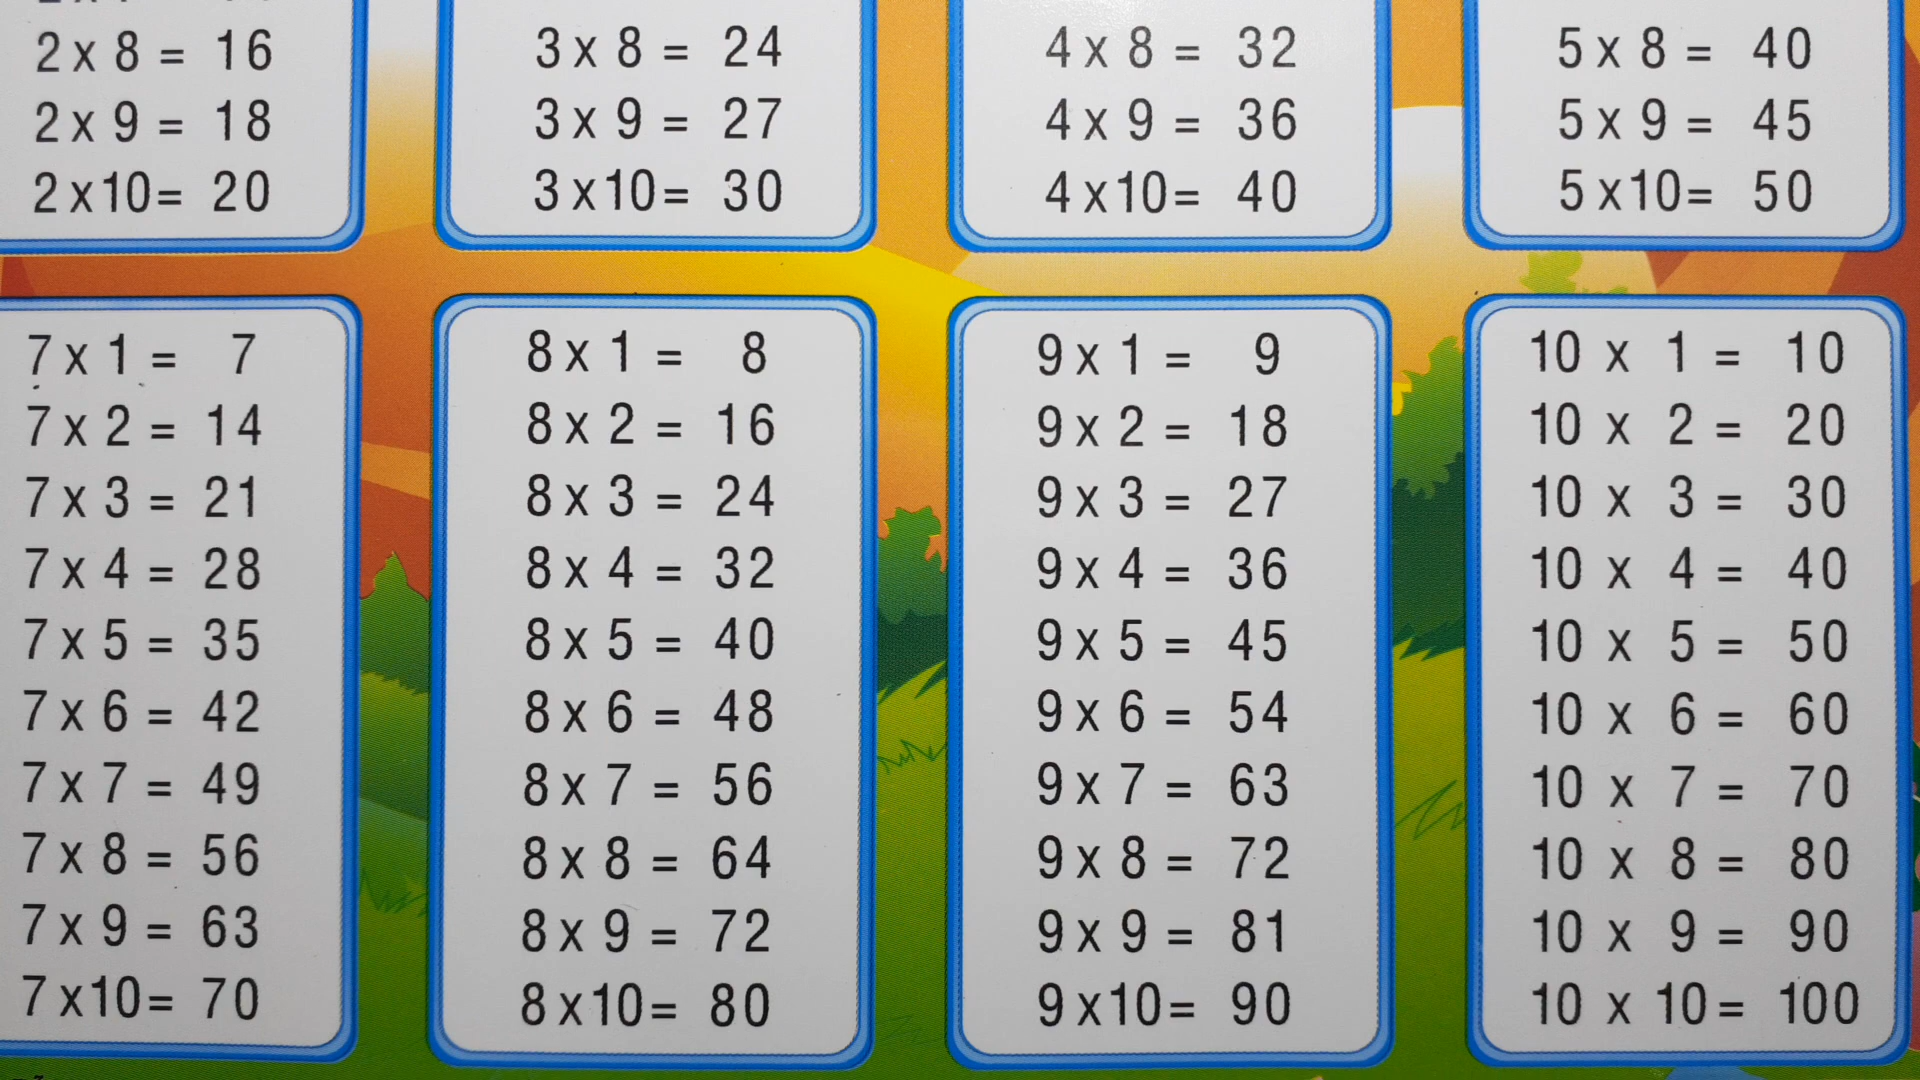 2 x 8 = 16
2 x 9 = 18
2 x10= 20
3 x 8 = 24
3 x 9 = 27
3 x10= 30
4 x 8 = 32
4 x 9 = 36
4 x10= 40
5 x 8 = 40
5 x 9 = 45
5 x10= 50
7 x 1 = 7
7 x 2 = 14
7 x 3 = 21
7 x 4 = 28
7 x 5 = 35
7 x 6 = 42
7 x 7 = 49
7 x 8 = 56
7 x 9 = 63
7 x10= 70
8 x 1 = 8
8 x 2 = 16
8 x 3 = 24
8 x 4 = 32
8 x 5 = 40
8 x 6 = 48
8 x 7 = 56
8 x 8 = 64
8 x 9 = 72
8 x10= 80
9 x 1 = 9
9 x 2 = 18
9 x 3 = 27
9 x 4 = 36
9 x 5 = 45
9 x 6 = 54
9 x 7 = 63
9 x 8 = 72
9 x 9 = 81
9 x10= 90
10 x 1 = 10
10 x 2 = 20
10 x 3 = 30
10 x 4 = 40
10 x 5 = 50
10 x 6 = 60
10 x 7 = 70
10 x 8 = 80
10 x 9 = 90
10 x 10 = 100